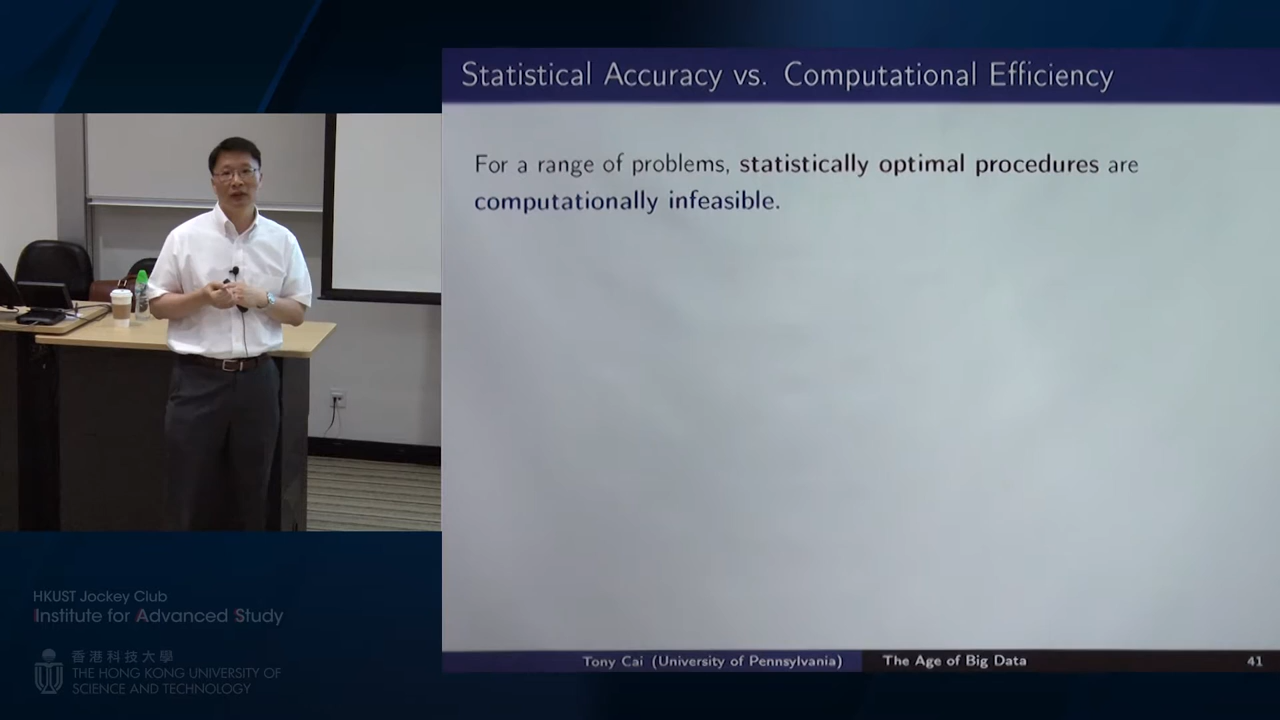 Statistical Accuracy vs. Computational Efficiency
For a range of problems, statistically optimal procedures are
computationally infeasible.
HKUST Jockey Club
Institute for Advanced Study
香港科技大學
THE HONG KONG UNIVERSITY OF
SCIENCE AND TECHNOLOGY
Tony Cai (University of Pennsylvania) The Age of Big Data 41